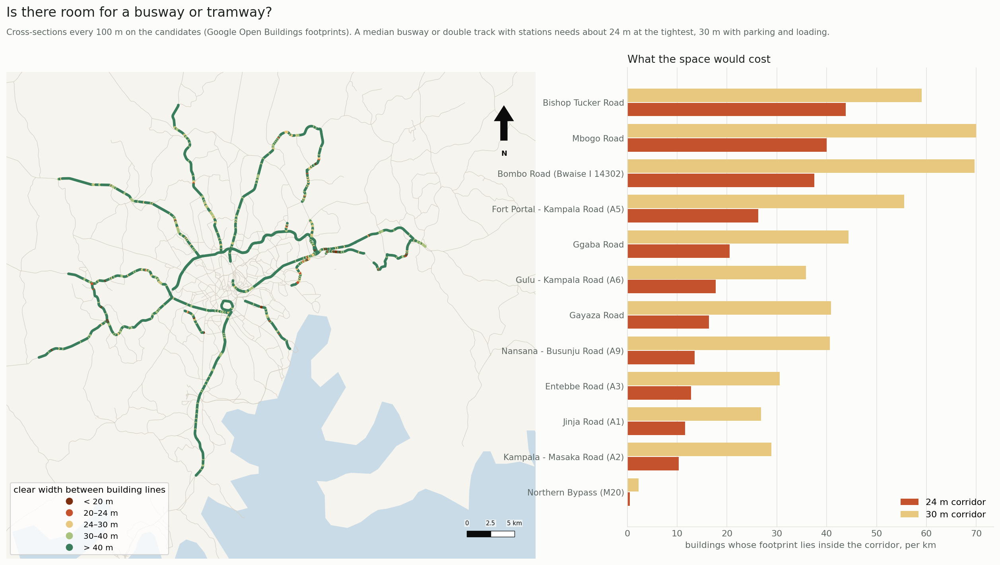 Is there room for a busway or tramway?
Cross-sections every 100 m on the candidates (Google Open Buildings footprints). A median busway or double track with stations needs about 24 m at the tightest, 30 m with parking and loading.
N
clear width between building lines
< 20 m
20–24 m
24–30 m
30–40 m
> 40 m
0 2.5 5 km
What the space would cost
Bishop Tucker Road
Mbogo Road
Bombo Road (Bwaise I 14302)
Fort Portal - Kampala Road (A5)
Ggaba Road
Gulu - Kampala Road (A6)
Gayaza Road
Nansana - Busunju Road (A9)
Entebbe Road (A3)
Jinja Road (A1)
Kampala - Masaka Road (A2)
Northern Bypass (M20)
24 m corridor
30 m corridor
0 10 20 30 40 50 60 70
buildings whose footprint lies inside the corridor, per km